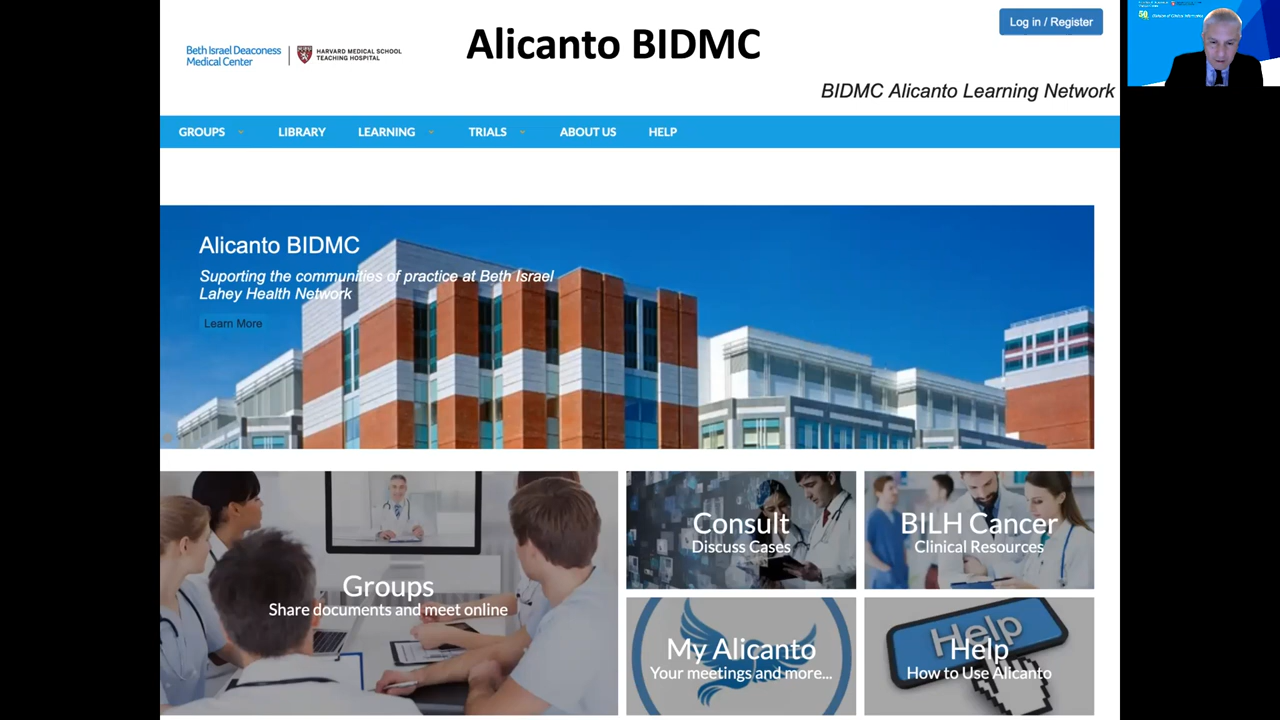 Log in / Register
Alicanto BIDMC
Beth Israel Deaconess
Medical Center
HARVARD MEDICAL SCHOOL
TEACHING HOSPITAL
BIDMC Alicanto Learning Network
GROUPS LIBRARY LEARNING TRIALS ABOUT US HELP
Alicanto BIDMC
Suporting the communities of practice at Beth Israel
Lahey Health Network
Learn More
Groups
Share documents and meet online
Consult
Discuss Cases
BILH Cancer
Clinical Resources
My Alicanto
Your meetings and more...
Help
Help
How to Use Alicanto